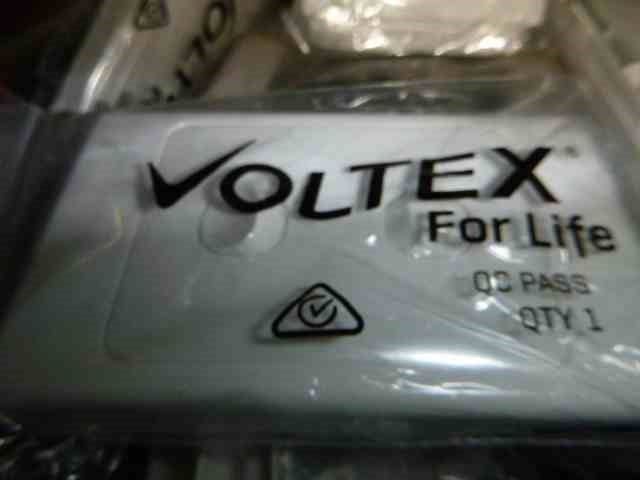 VOLTEX
For Life
QC PASS
QTY 1